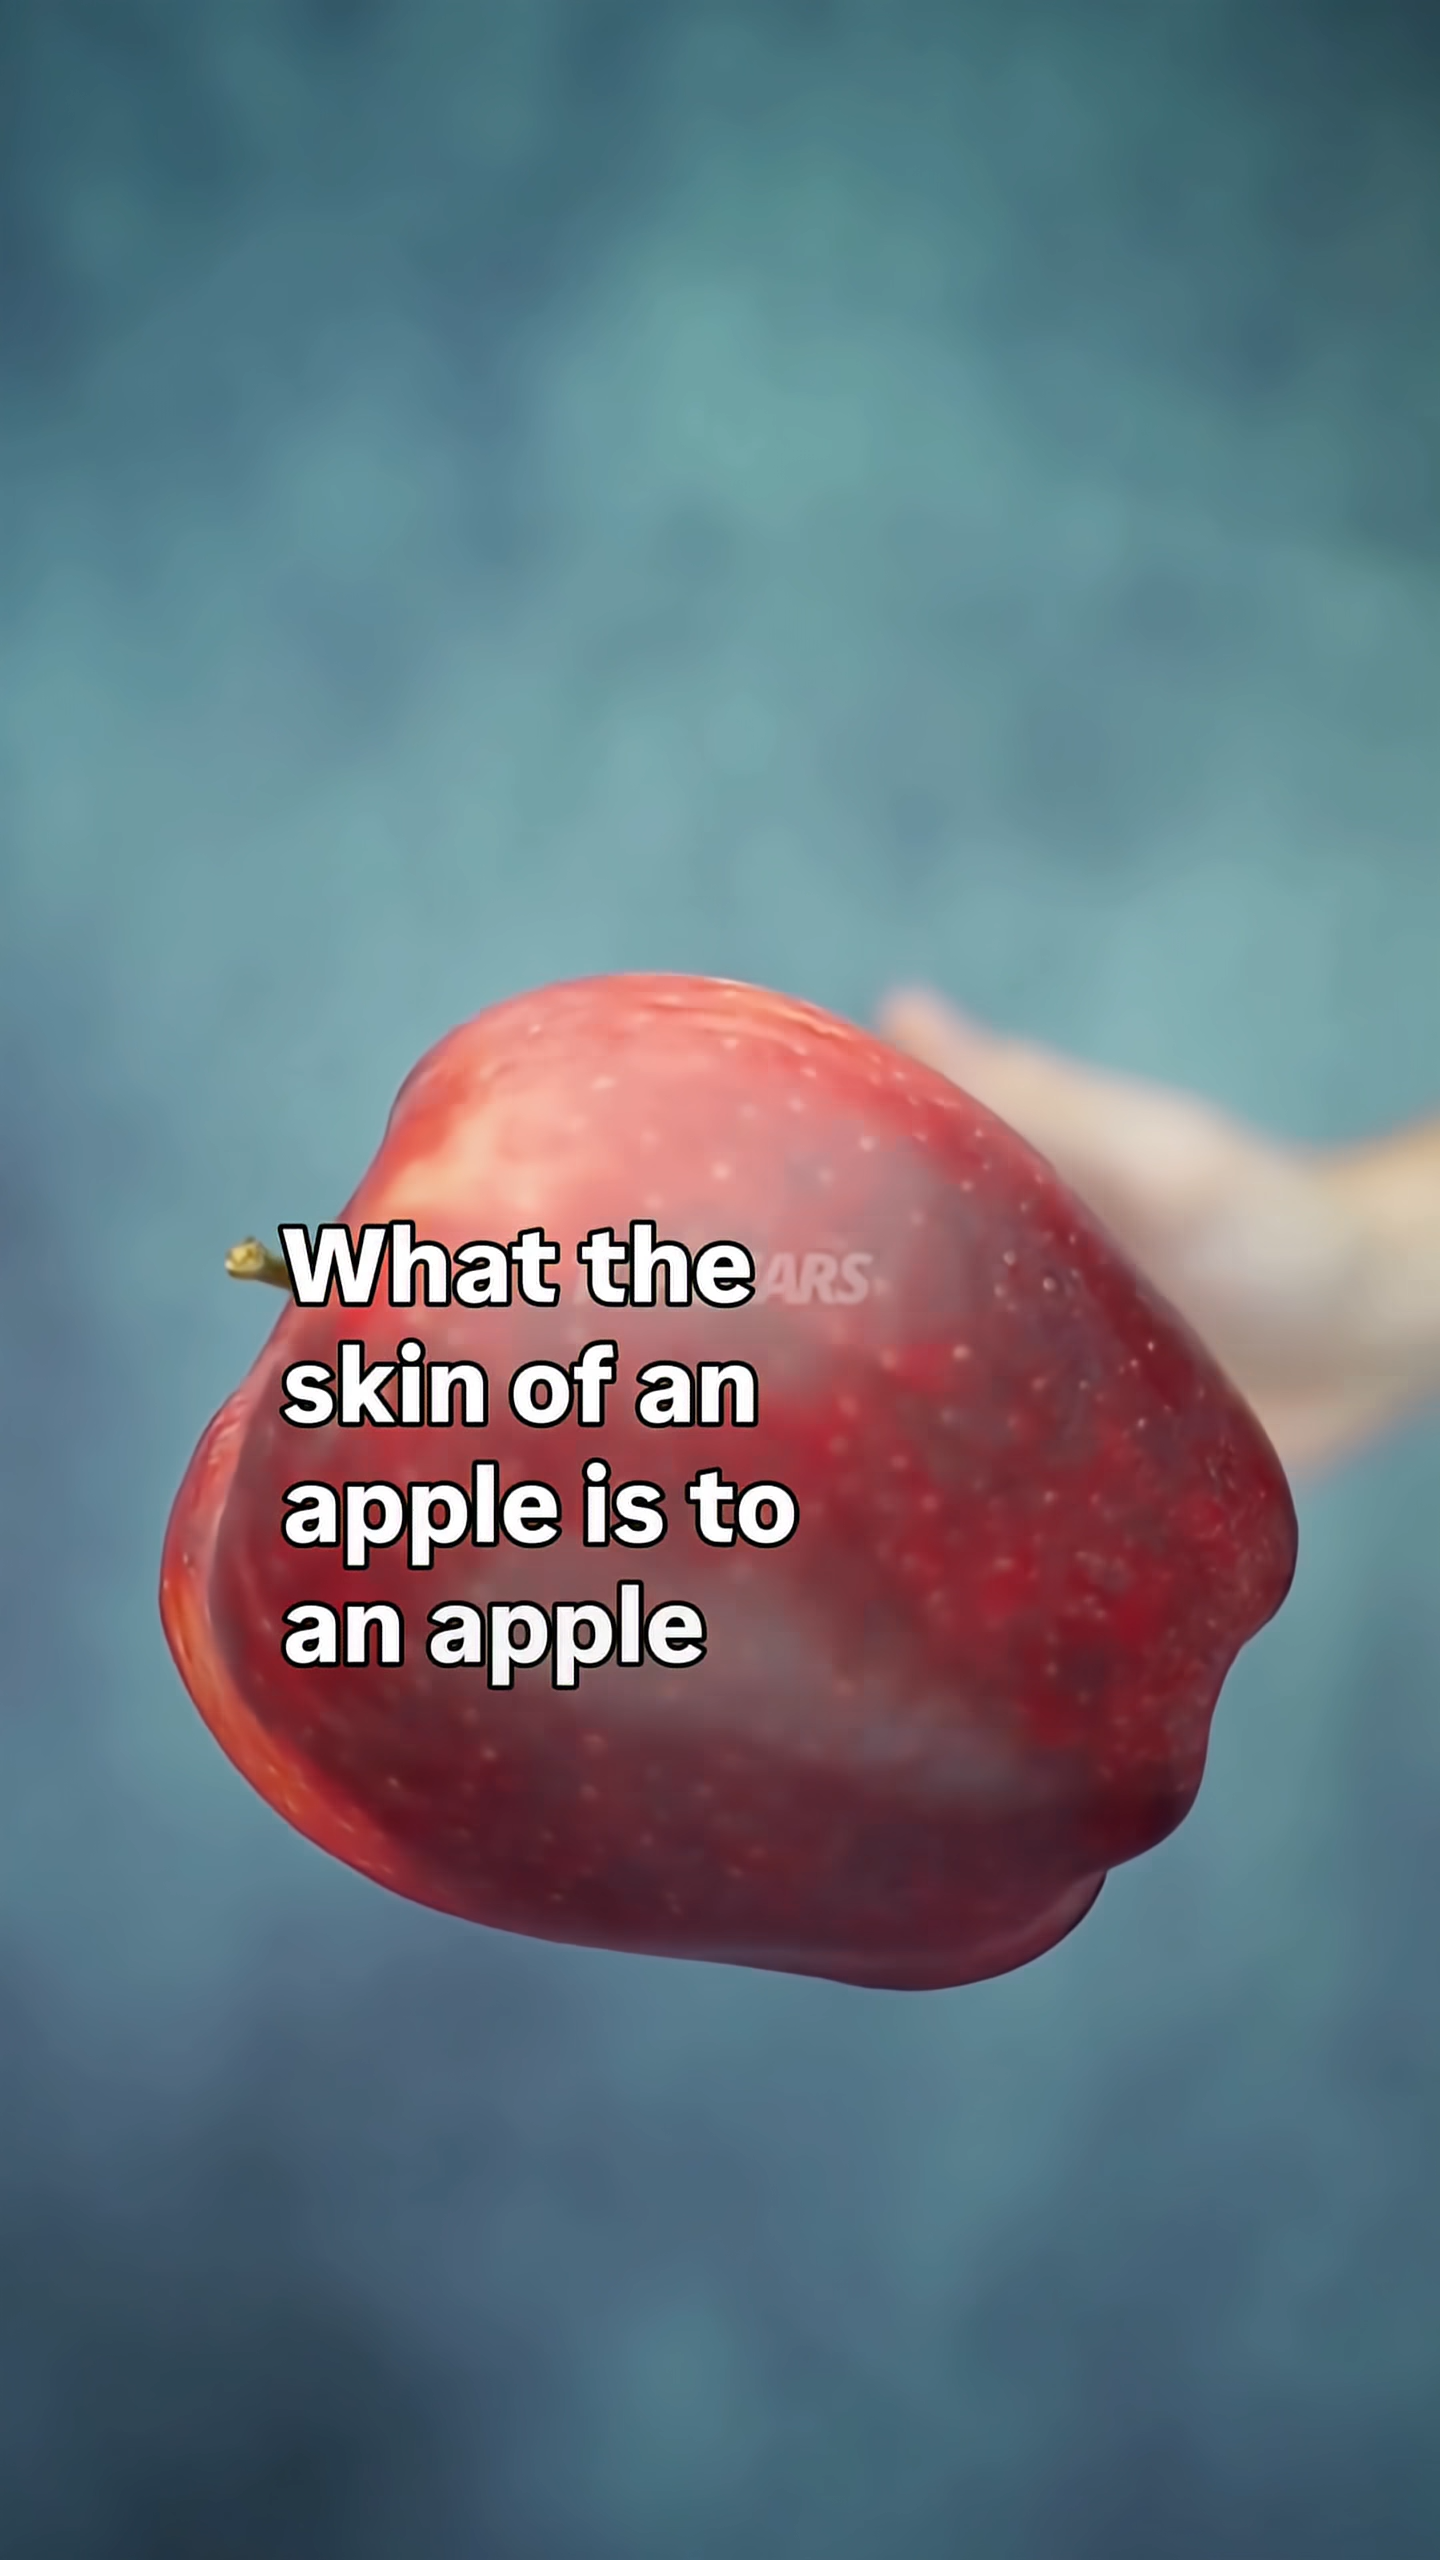 What the
skin of an
apple is to
an apple